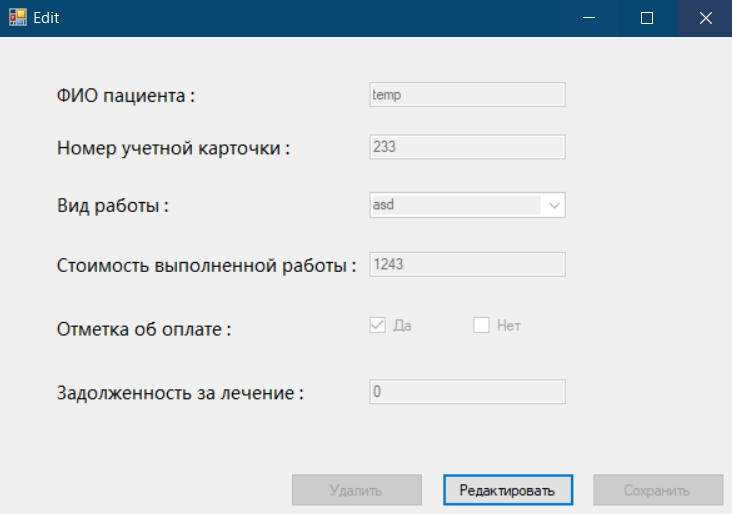 Edit
ФИО пациента : temp
Номер учетной карточки : 233
Вид работы : asd
Стоимость выполненной работы : 1243
Отметка об оплате : Да Нет
Задолженность за лечение : 0
Удалить Редактировать Сохранить